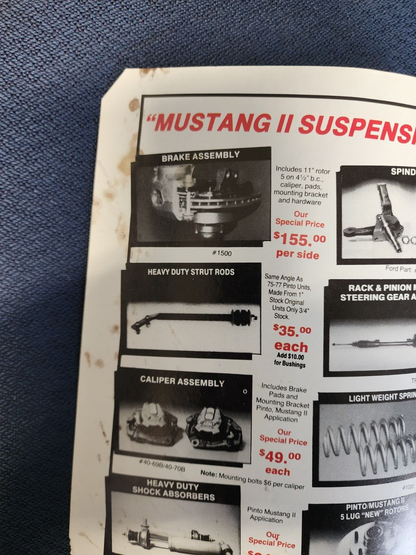 "MUSTANG II SUSPENSI
BRAKE ASSEMBLY
Includes 11" rotor
5 on 4½" b.c.,
caliper, pads,
mounting bracket
and hardware
Our
Special Price
$155.00
per side
#1500
HEAVY DUTY STRUT RODS
Same Angle As
75-77 Pinto Units,
Made From 1"
Stock Original
Units Only 3/4"
Stock.
$35.00
each
Add $10.00
for Bushings
CALIPER ASSEMBLY
Includes Brake
Pads and
Mounting Bracket
Pinto, Mustang II
Application
Our
Special Price
$49.00
each
#40-69B/40-70B
Note: Mounting bolts $6 per caliper
HEAVY DUTY
SHOCK ABSORBERS
Pinto Mustang II
Application
Our
Special Price
SPIND
Ford Part:
RACK & PINION M
STEERING GEAR A
LIGHT WEIGHT SPRIN
PINTO/MUSTANG II
5 LUG "NEW" ROTORS